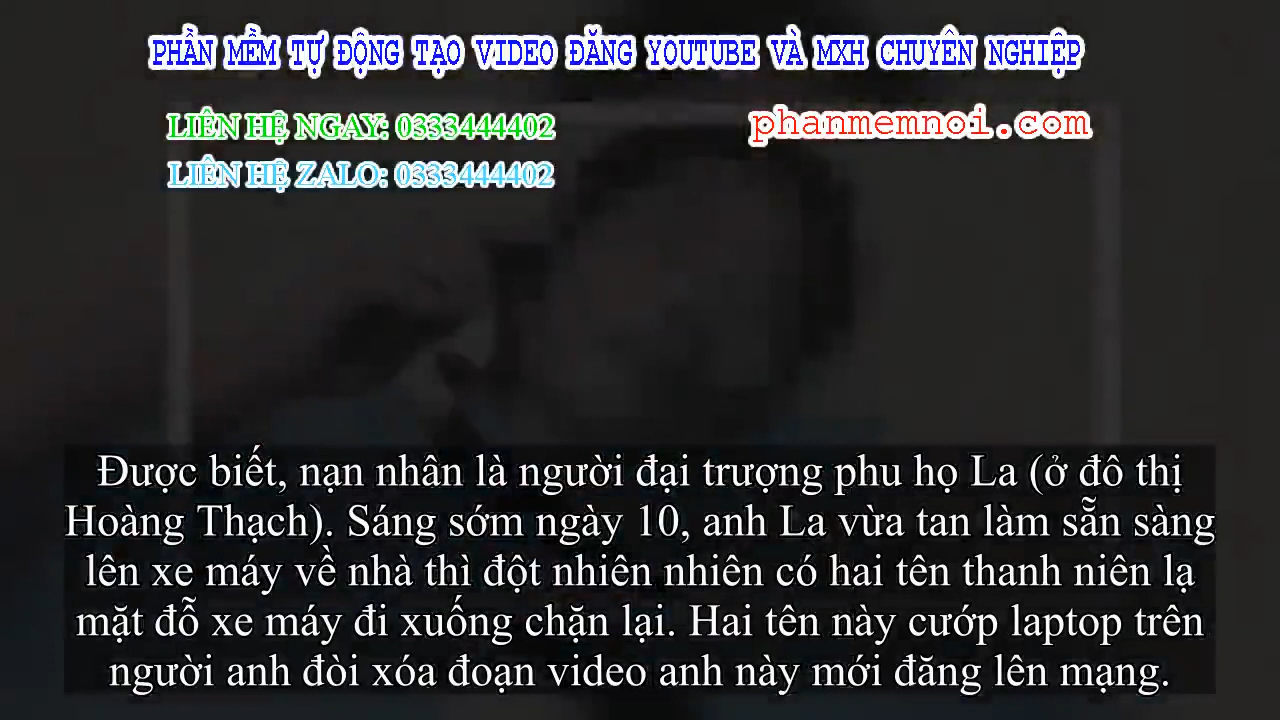 PHẦN MỀM TỰ ĐỘNG TẠO VIDEO ĐĂNG YOUTUBE VÀ MXH CHUYÊN NGHIỆP
LIÊN HỆ NGAY: 0333444402
phanmemnoi.com
LIÊN HỆ ZALO: 0333444402
Được biết, nạn nhân là người đại trượng phu họ La (ở đô thị
Hoàng Thạch). Sáng sớm ngày 10, anh La vừa tan làm sẵn sàng
lên xe máy về nhà thì đột nhiên nhiên có hai tên thanh niên lạ
mặt đỗ xe máy đi xuống chặn lại. Hai tên này cướp laptop trên
người anh đòi xóa đoạn video anh này mới đăng lên mạng.